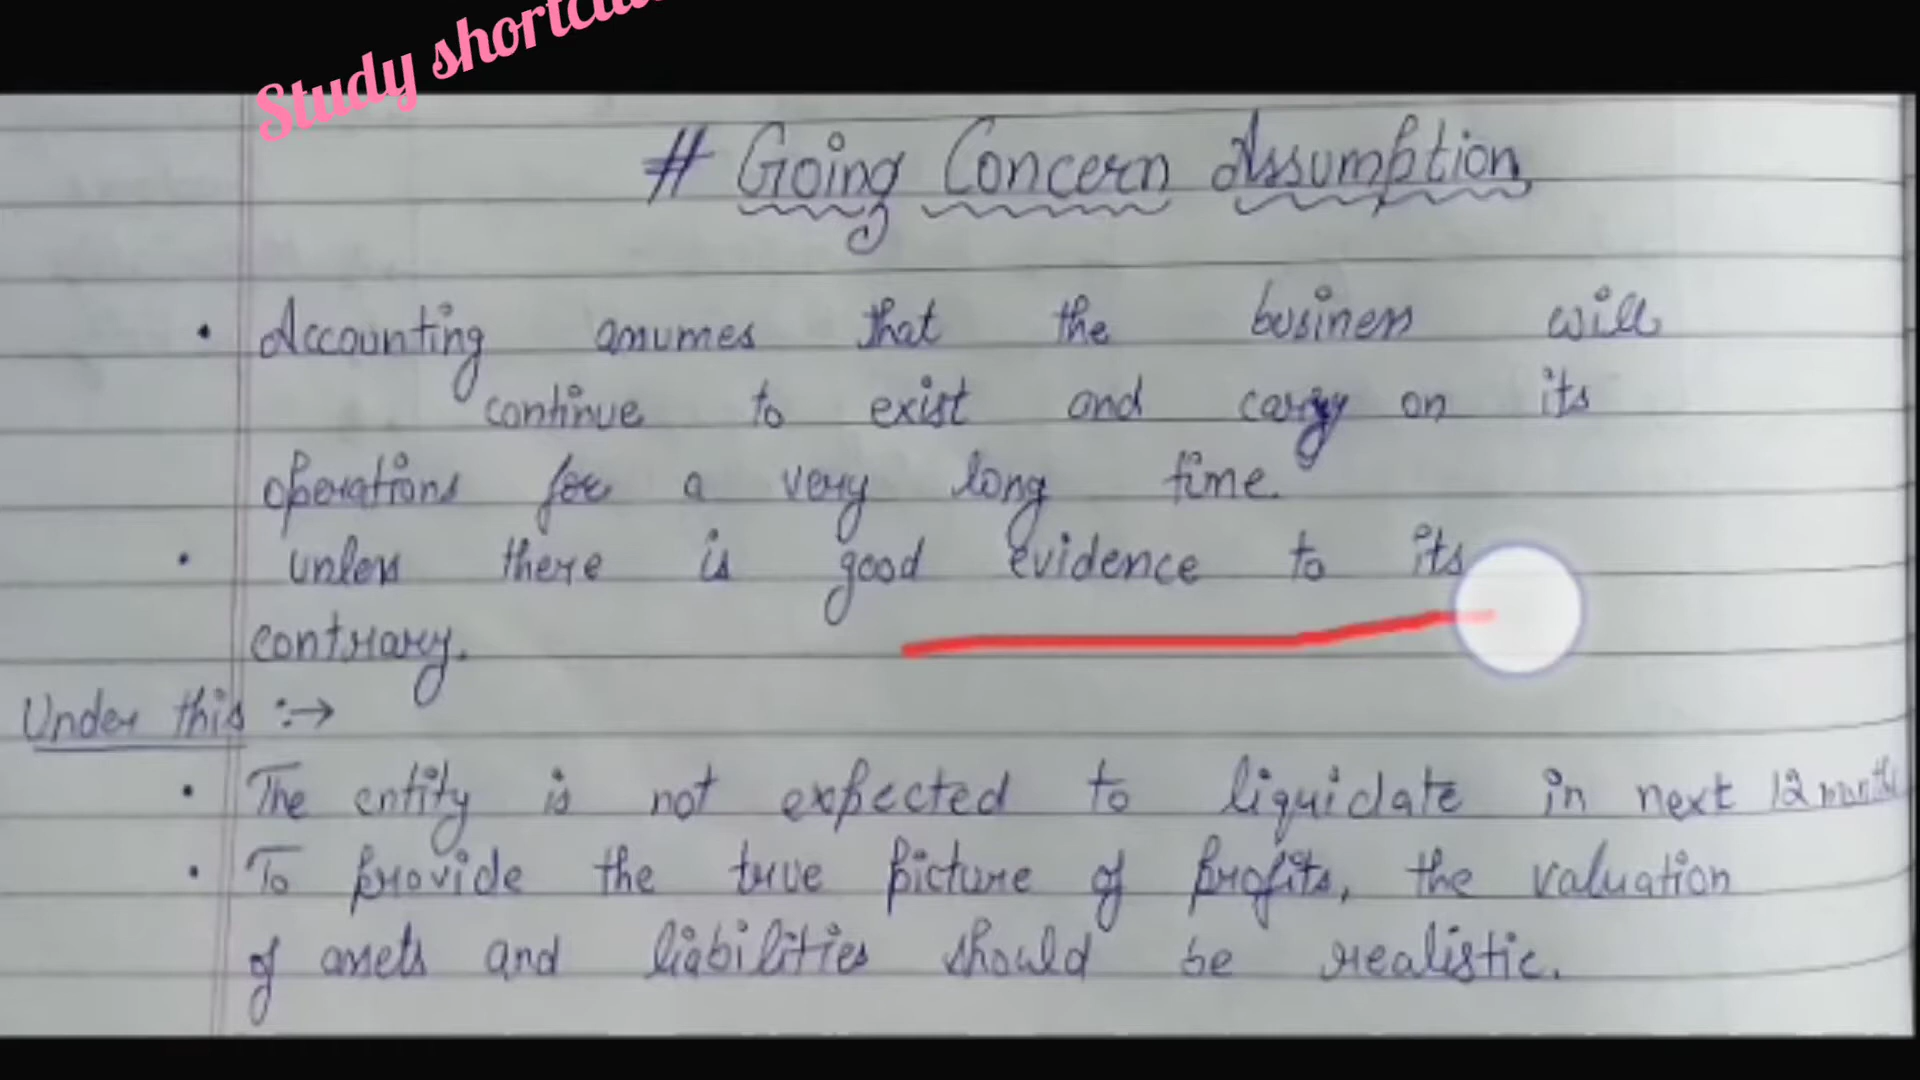 Study shortcu
# Going Concern Assumption
• Accounting assumes that the business will
continue to exist and carry on its
operations for a very long time.
• unless there is good evidence to its
contrary.
Under this :→
• The entity is not expected to liquidate in next 12 months
• To provide the true picture of profits, the valuation
of assets and liabilities should be realistic.